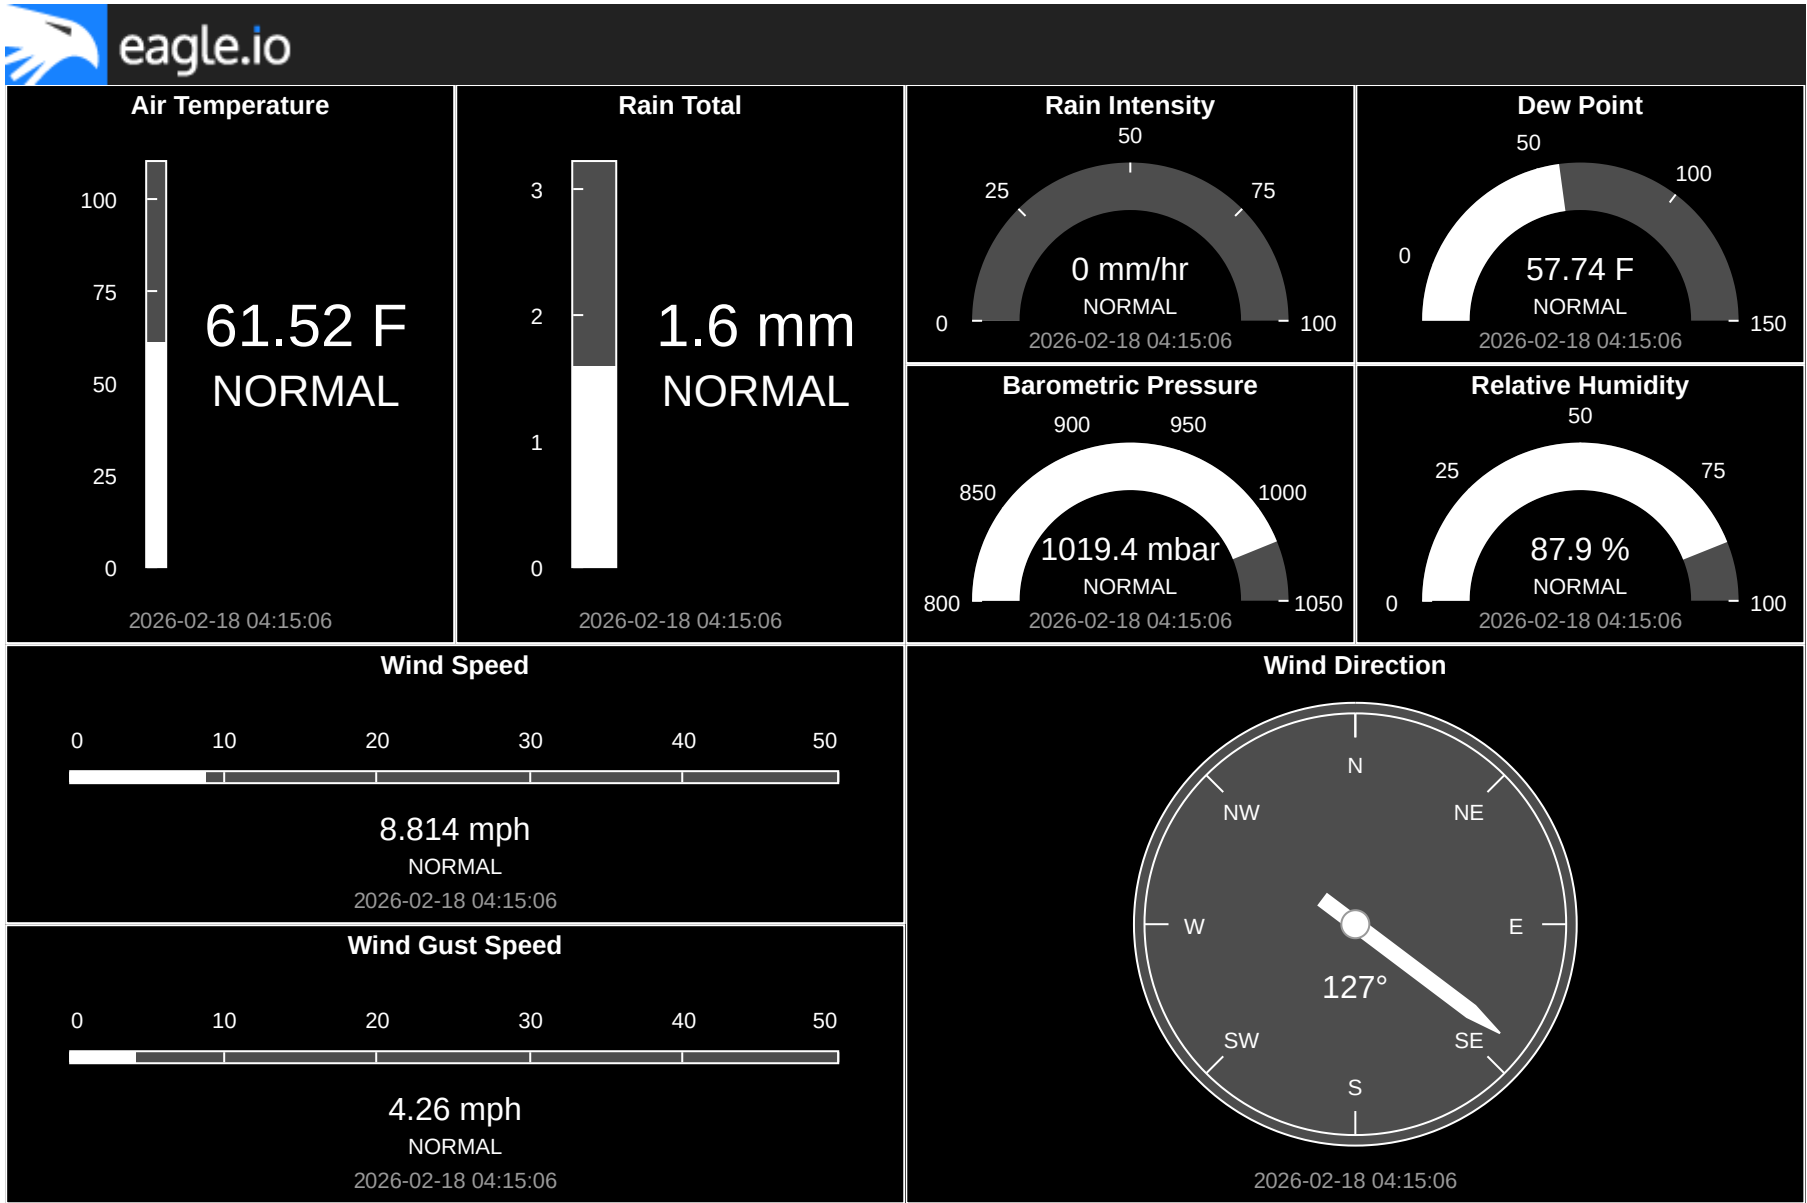 eagle.io
Air Temperature
100
75
50
25
0
61.52 F
NORMAL
2026-02-18 04:15:06
Rain Total
3
2
1
0
1.6 mm
NORMAL
2026-02-18 04:15:06
Rain Intensity
50
25
75
0
100
0 mm/hr
NORMAL
2026-02-18 04:15:06
Dew Point
50
100
0
150
57.74 F
NORMAL
2026-02-18 04:15:06
Barometric Pressure
900
950
850
1000
800
1050
1019.4 mbar
NORMAL
2026-02-18 04:15:06
Relative Humidity
50
25
75
0
100
87.9 %
NORMAL
2026-02-18 04:15:06
Wind Speed
0 10 20 30 40 50
8.814 mph
NORMAL
2026-02-18 04:15:06
Wind Gust Speed
0 10 20 30 40 50
4.26 mph
NORMAL
2026-02-18 04:15:06
Wind Direction
N
NW NE
W E
127°
SW SE
S
2026-02-18 04:15:06